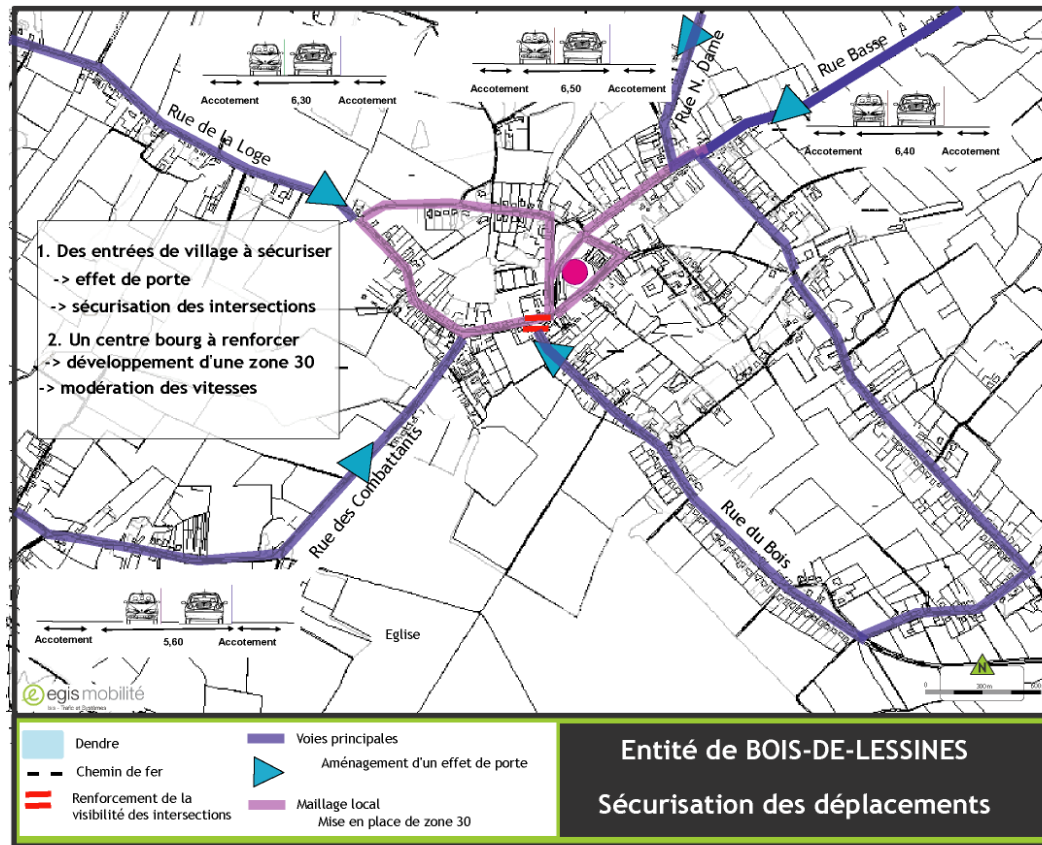 Accotement 6,30 Accotement
Accotement 6,50 Accotement
Rue N. Dame
Rue Basse
Accotement 6,40 Accotement
Rue de la Loge
1. Des entrées de village à sécuriser
-> effet de porte
-> sécurisation des intersections
2. Un centre bourg à renforcer
-> développement d'une zone 30
-> modération des vitesses
Rue des Combattants
Rue du Bois
Accotement 5,60 Accotement
Eglise
N
0 300 m 600
egis mobilité
Dendre
Chemin de fer
Renforcement de la
visibilité des intersections
Voies principales
Aménagement d'un effet de porte
Maillage local
Mise en place de zone 30
Entité de BOIS-DE-LESSINES
Sécurisation des déplacements